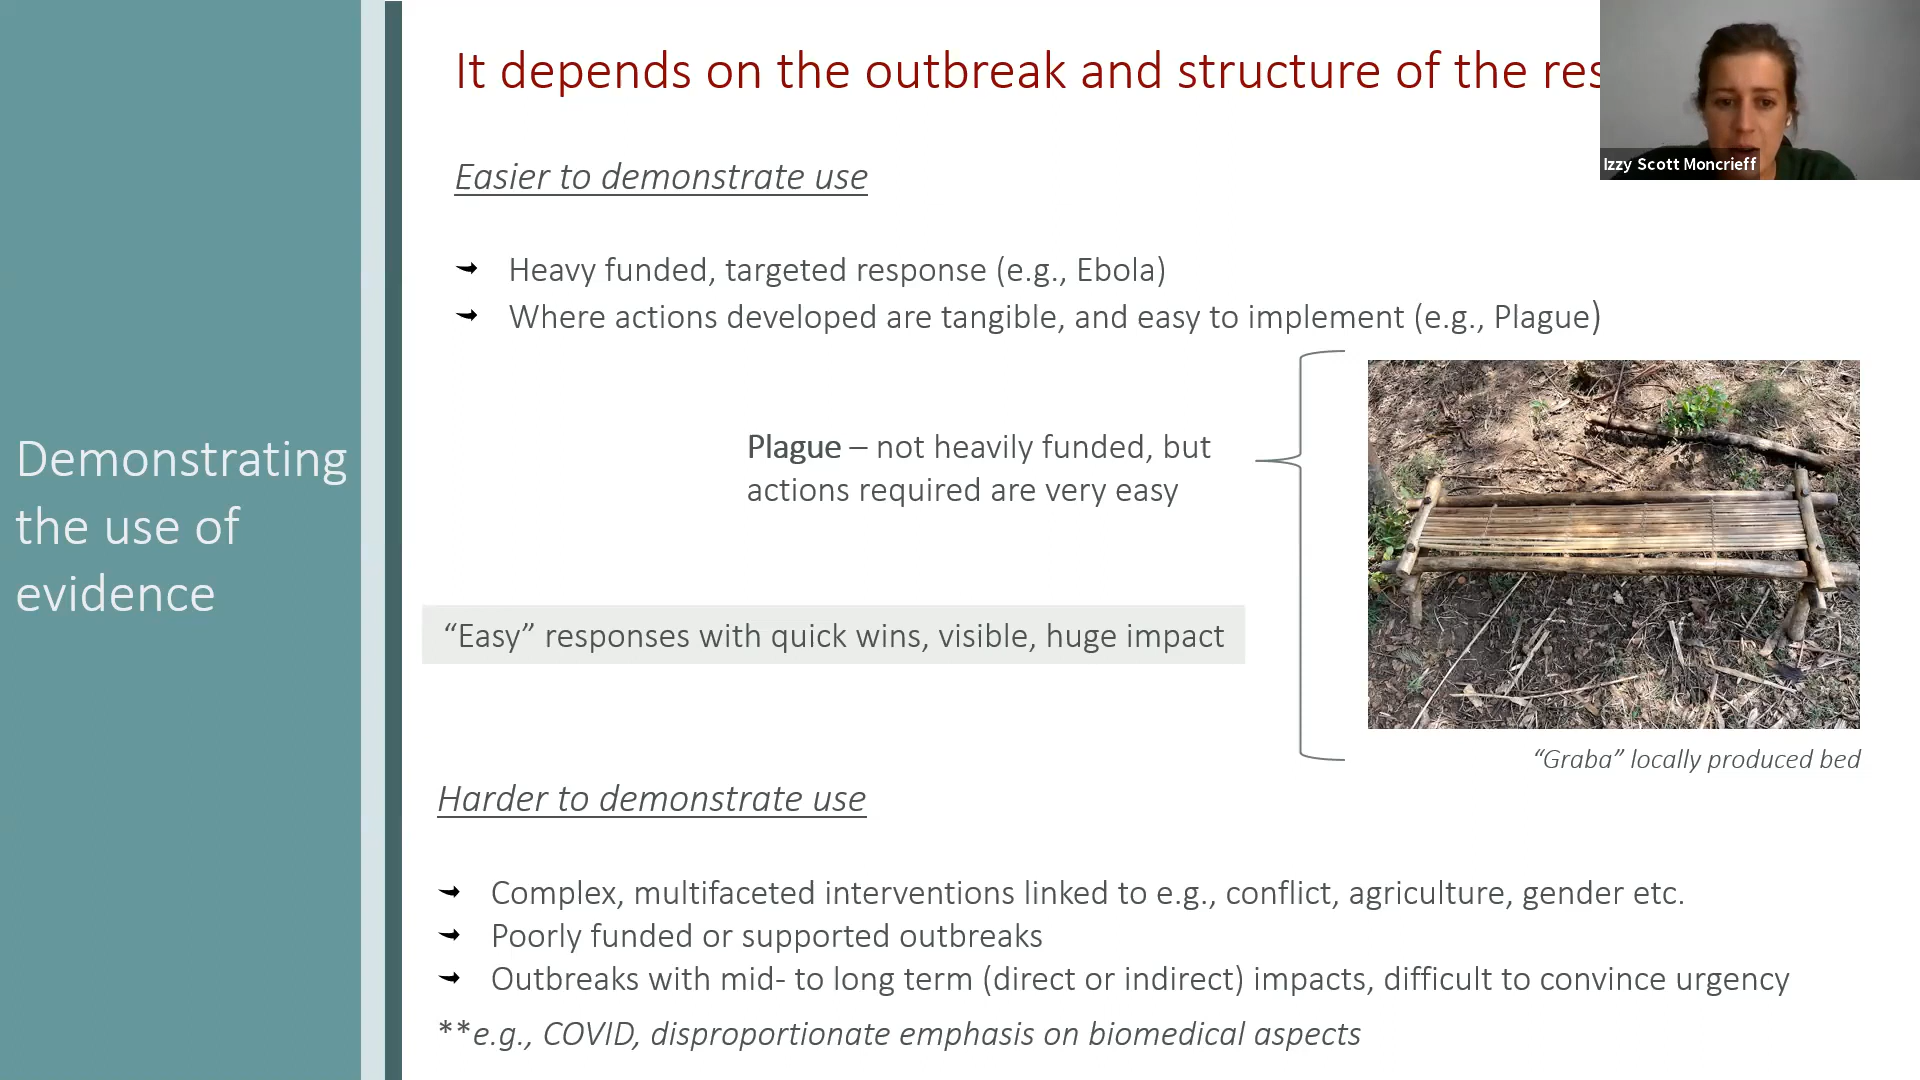 Demonstrating
the use of
evidence
It depends on the outbreak and structure of the res
Izzy Scott Moncrieff
Easier to demonstrate use
Heavy funded, targeted response (e.g., Ebola)
Where actions developed are tangible, and easy to implement (e.g., Plague)
Plague – not heavily funded, but
actions required are very easy
“Easy” responses with quick wins, visible, huge impact
“Graba” locally produced bed
Harder to demonstrate use
Complex, multifaceted interventions linked to e.g., conflict, agriculture, gender etc.
Poorly funded or supported outbreaks
Outbreaks with mid- to long term (direct or indirect) impacts, difficult to convince urgency
**e.g., COVID, disproportionate emphasis on biomedical aspects